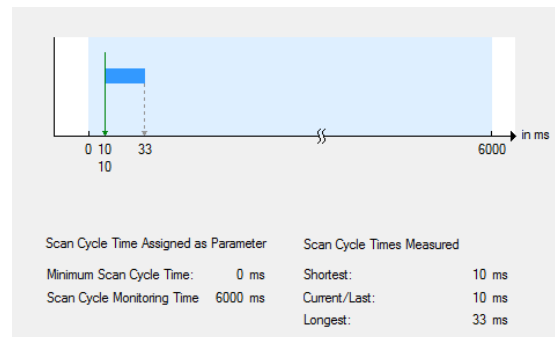 in ms
0 10 33 6000
10
Scan Cycle Time Assigned as Parameter
Minimum Scan Cycle Time: 0 ms
Scan Cycle Monitoring Time 6000 ms
Scan Cycle Times Measured
Shortest: 10 ms
Current/Last: 10 ms
Longest: 33 ms